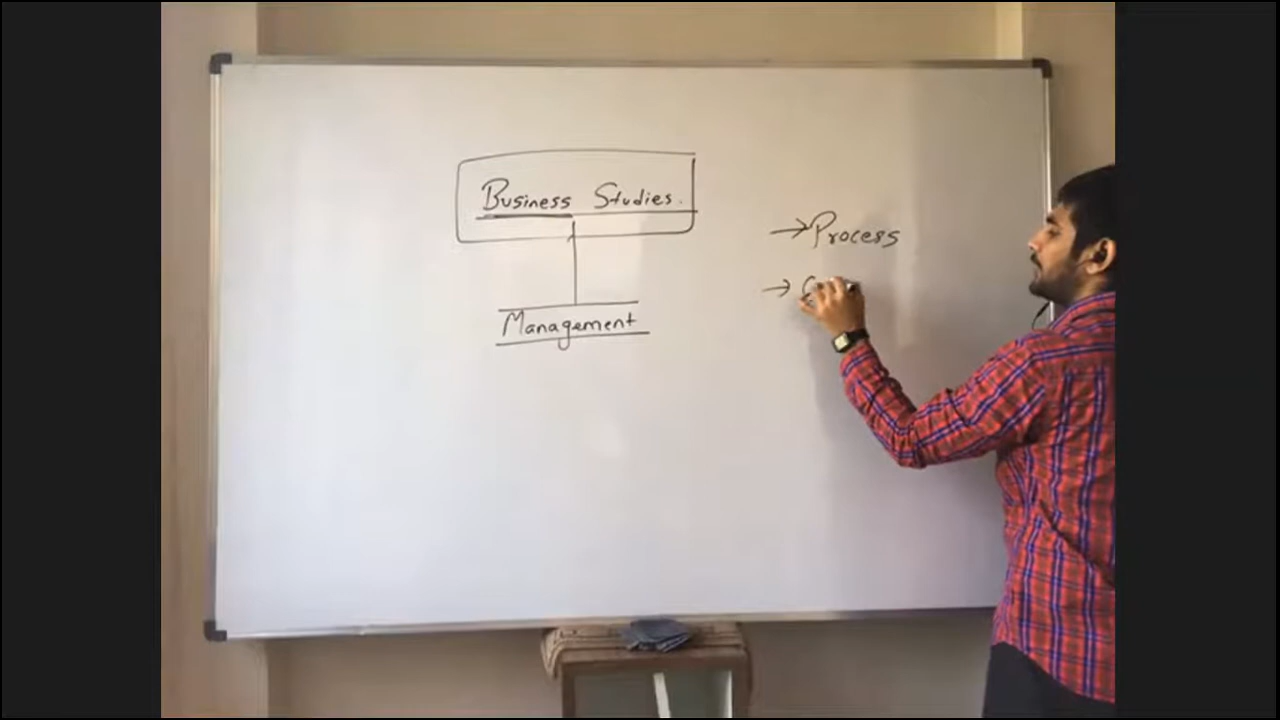 Business Studies.
Management
→ Process
→